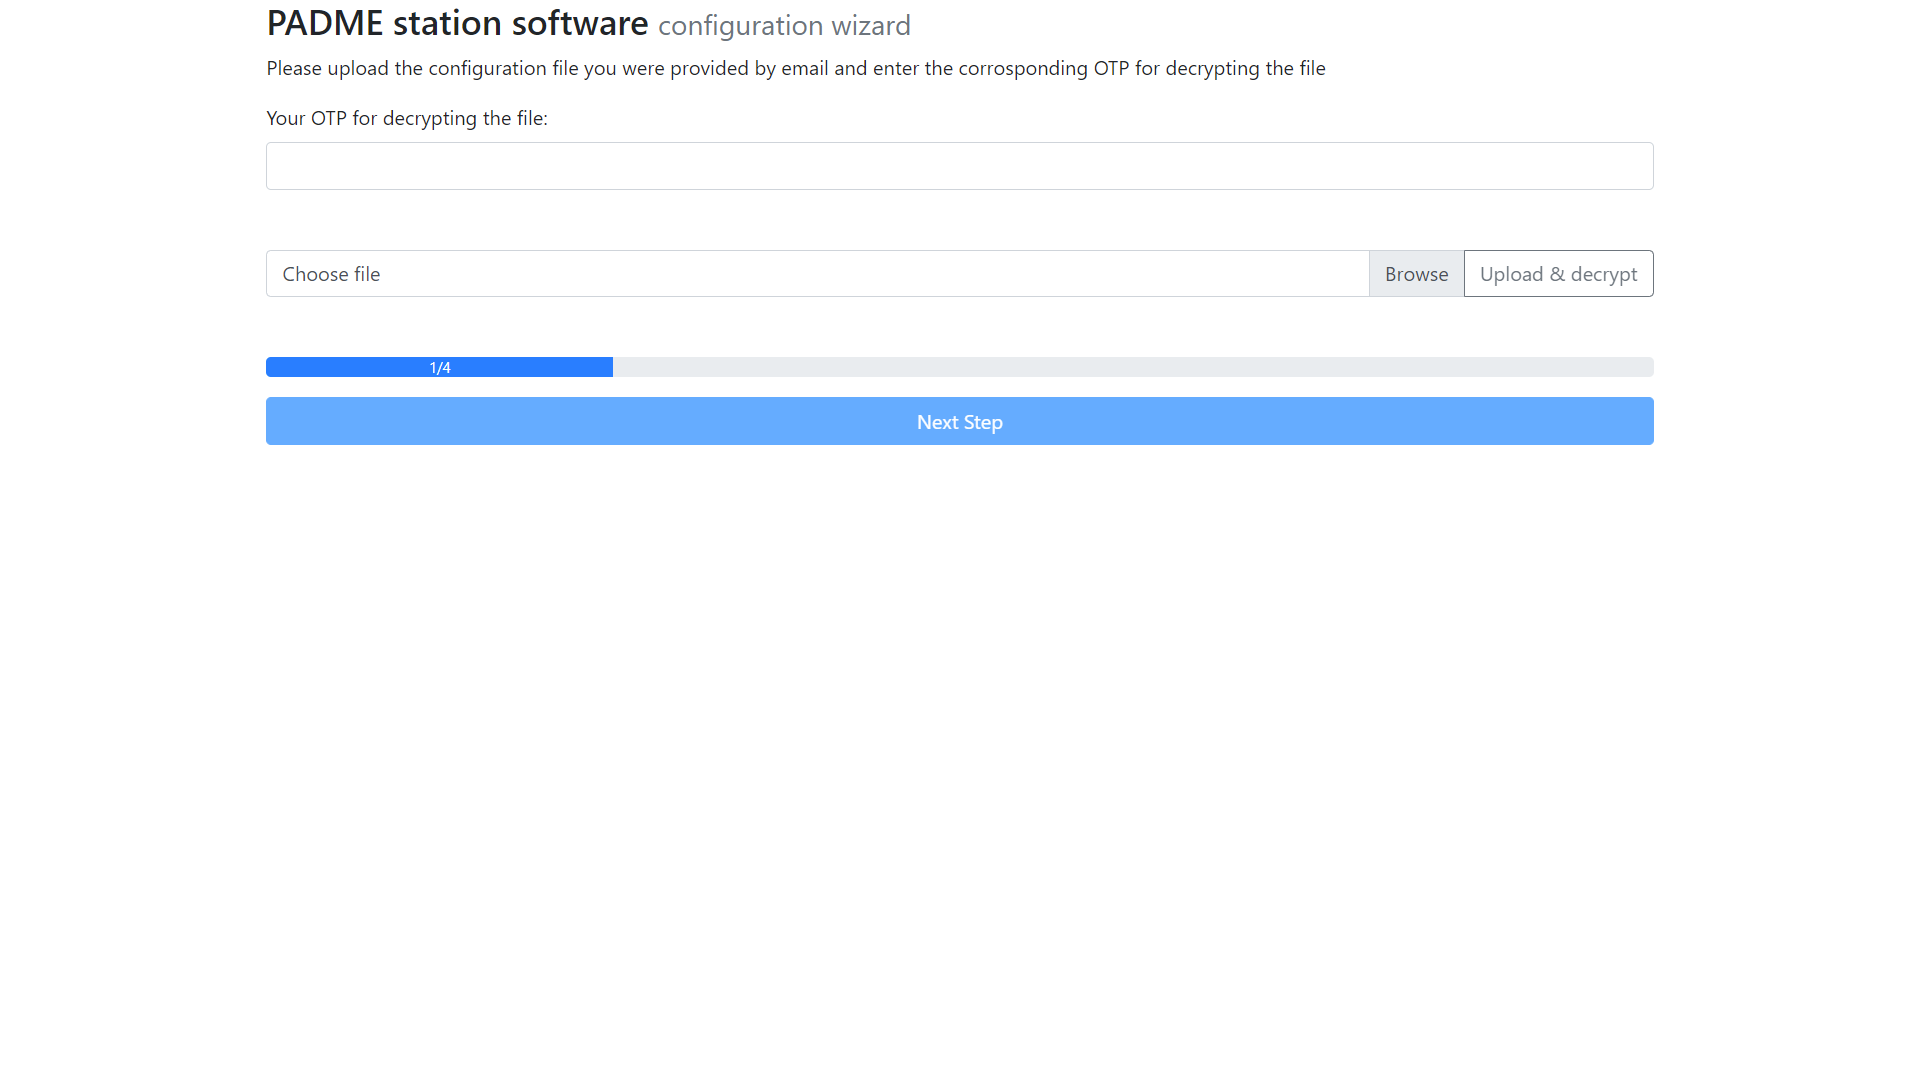 PADME station software configuration wizard
Please upload the configuration file you were provided by email and enter the corrosponding OTP for decrypting the file
Your OTP for decrypting the file:
Choose file Browse Upload & decrypt
1/4
Next Step